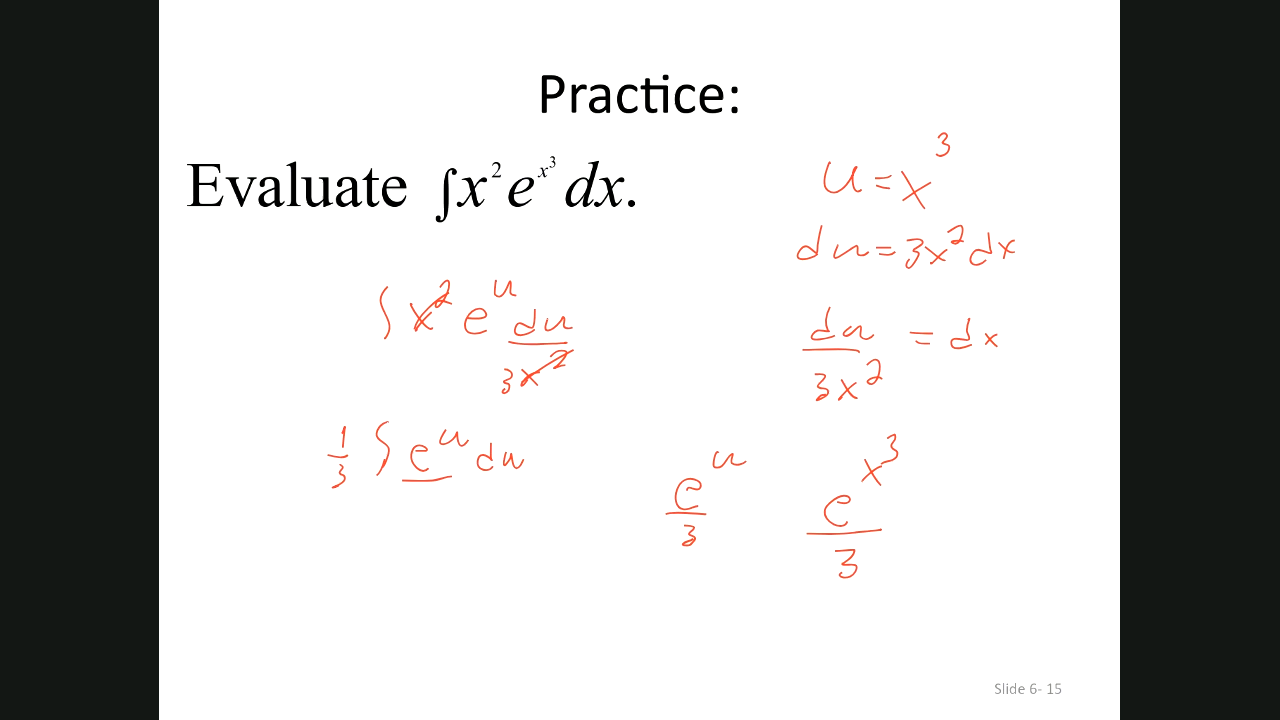 Practice:
Evaluate ∫x²e^{x³} dx.
u = x³
du = 3x² dx
∫ x² e^u du/3x²
du/3x² = dx
1/3 ∫ e^u du
e^u/3
e^{x³}/3
Slide 6- 15